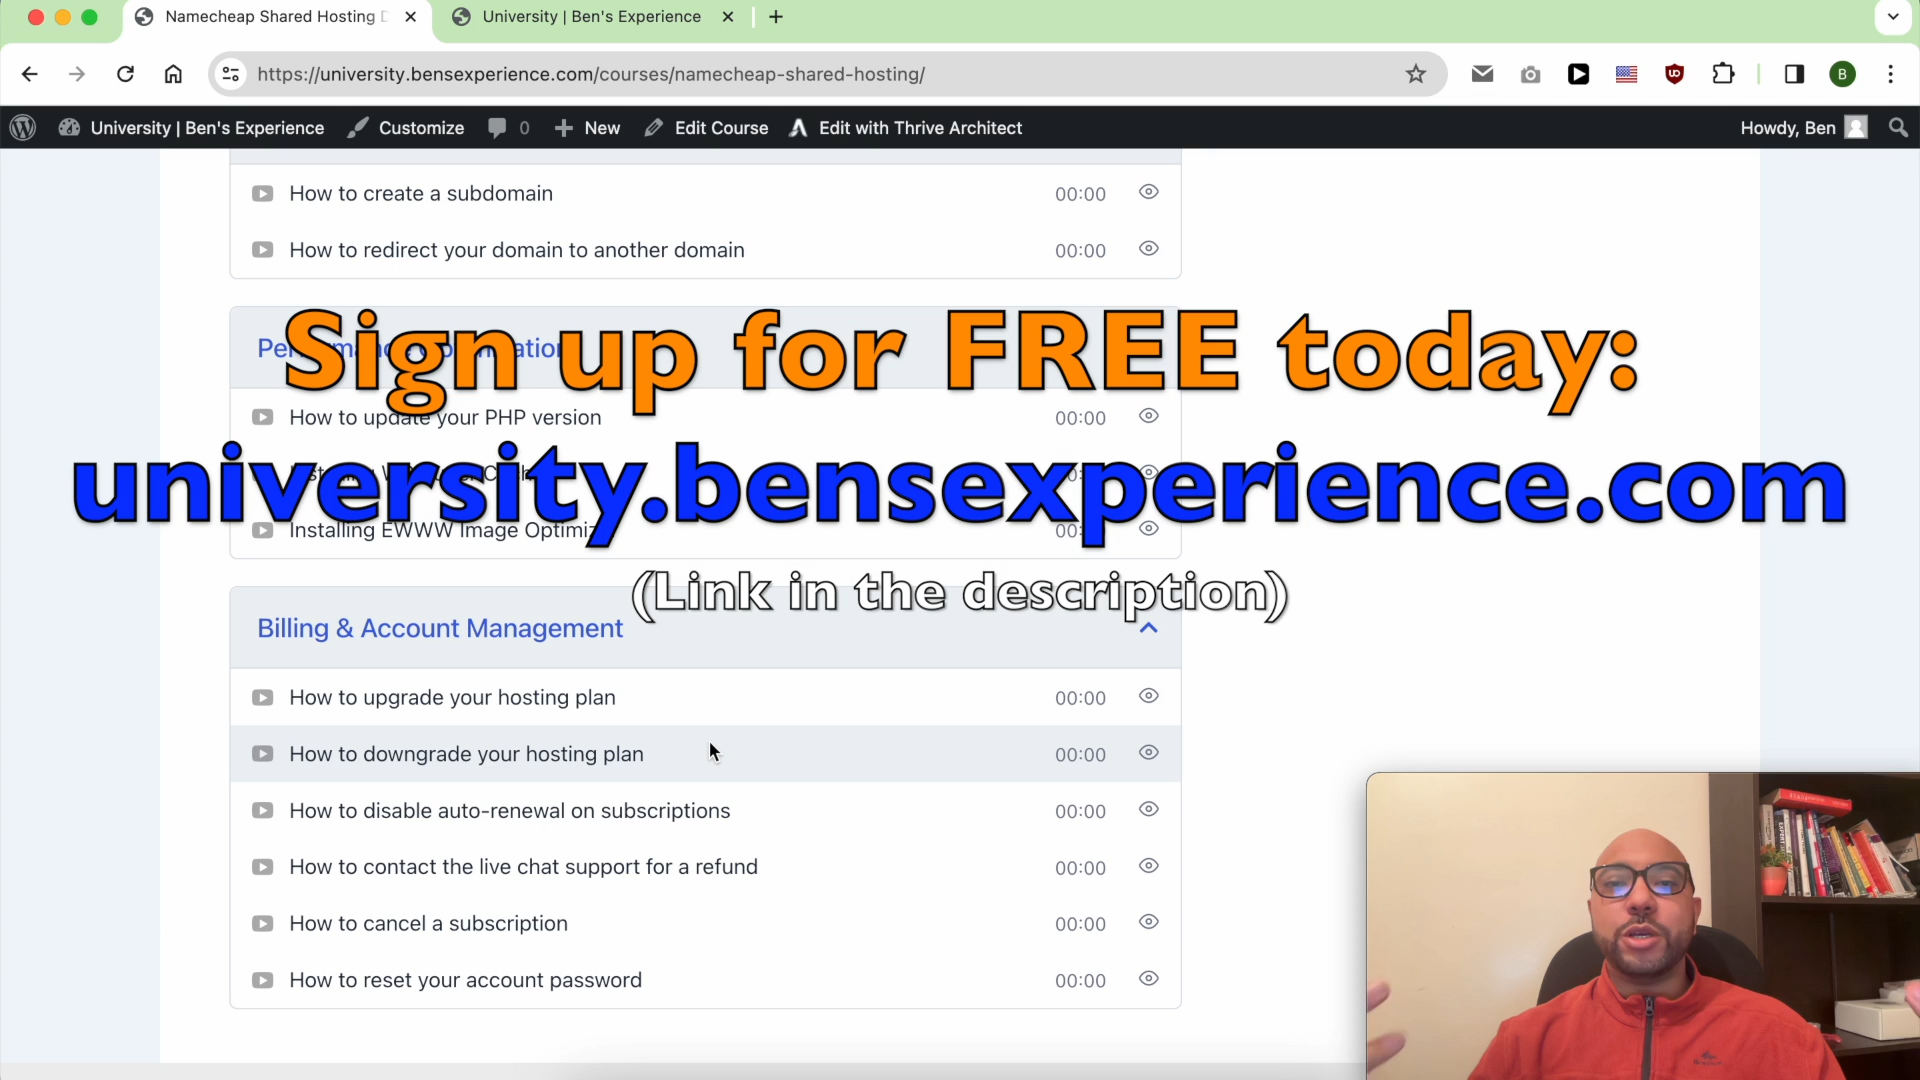 Namecheap Shared Hosting
University | Ben's Experience
https://university.bensexperience.com/courses/namecheap-shared-hosting/
B
University | Ben's Experience
Customize
0
New
Edit Course
Edit with Thrive Architect
Howdy, Ben
How to create a subdomain 00:00
How to redirect your domain to another domain 00:00
Sign up for FREE today:
How to update your PHP version 00:00
university.bensexperience.com
Installing EWWW Image
(Link in the description)
Billing & Account Management
How to upgrade your hosting plan 00:00
How to downgrade your hosting plan 00:00
How to disable auto-renewal on subscriptions 00:00
How to contact the live chat support for a refund 00:00
How to cancel a subscription 00:00
How to reset your account password 00:00